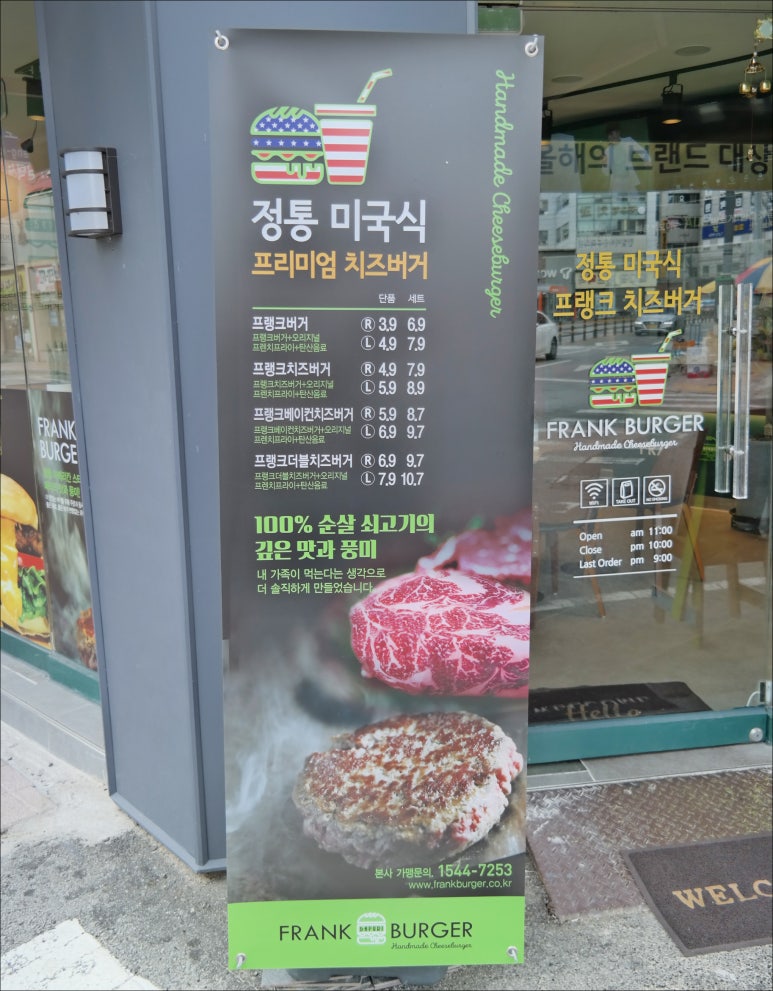 Handmade Cheeseburger
정통 미국식
프리미엄 치즈버거
단품 세트
프랭크버거 R 3.9 6.9
프랭크버거+오리지널
프렌치프라이+탄산음료
L 4.9 7.9
프랭크치즈버거 R 4.9 7.9
프랭크치즈버거+오리지널
프렌치프라이+탄산음료
L 5.9 8.9
프랭크베이컨치즈버거 R 5.9 8.7
프랭크베이컨치즈버거+오리지널
프렌치프라이+탄산음료
L 6.9 9.7
프랭크더블치즈버거 R 6.9 9.7
프랭크더블치즈버거+오리지널
프렌치프라이+탄산음료
L 7.9 10.7
100% 순살 쇠고기의
깊은 맛과 풍미
내 가족이 먹는다는 생각으로
더 솔직하게 만들었습니다.
본사 가맹문의. 1544-7253
www.frankburger.co.kr
FRANK BURGER
Handmade Cheeseburger
올해의 브랜드 대상
정통 미국식
프랭크 치즈버거
FRANK BURGER
Handmade Cheeseburger
WIFI TAKE OUT NO SMOKING
Open am 11:00
Close pm 10:00
Last Order pm 9:00
Hello
WELC
FRANK
BURGE